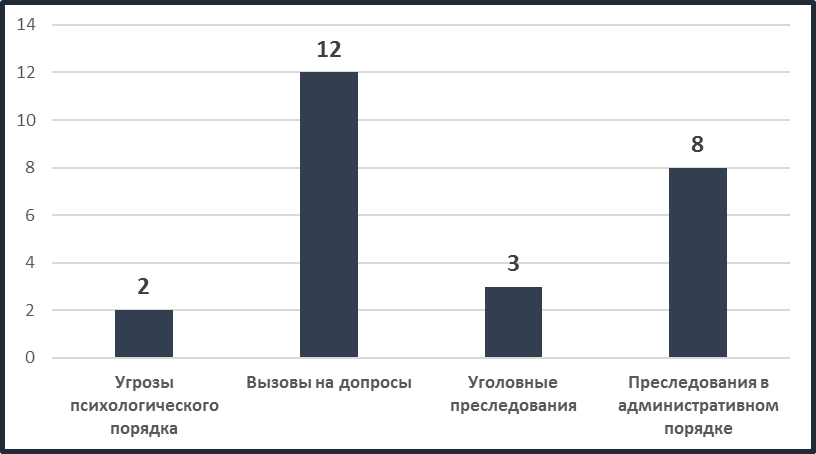 14
12
10
8
6
4
2
0
2
12
3
8
Угрозы
психологического
порядка
Вызовы на допросы
Уголовные
преследования
Преследования в
административном
порядке